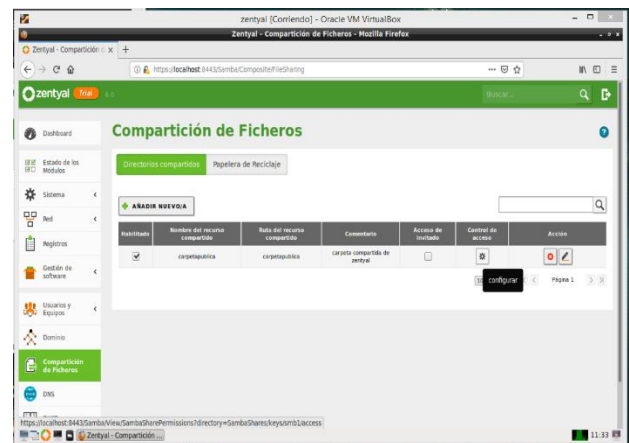 zentyal [Corriendo] - Oracle VM VirtualBox
Zentyal - Compartición de Ficheros - Mozilla Firefox
Zentyal - Compartición d
https://localhost:8443/Samba/Composite/FileSharing
zentyal Trial 6.0
Buscar...
Compartición de Ficheros
Dashboard
Estado de los
Módulos
Sistema
Red
Registros
Gestión de
software
Usuarios y
Equipos
Dominio
Compartición
de Ficheros
DNS
Directorios compartidos Papelera de Reciclaje
AÑADIR NUEVO/A
Habilitado Nombre del recurso compartido Ruta del recurso compartido Comentario Acceso de invitado Control de acceso Acción
carpetapublica carpetapublica carpeta compartida de zentyal
configurar
Página 1
https://localhost:8443/Samba/View/SambaSharePermissions?directory=SambaShares/keys/smb1/access
Zentyal - Compartición ...
11:33